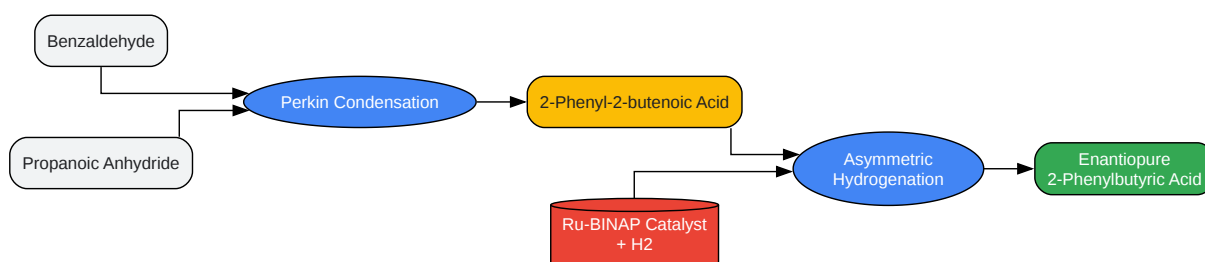 Benzaldehyde
Propanoic Anhydride
Perkin Condensation
2-Phenyl-2-butenoic Acid
Ru-BINAP Catalyst
+ H2
Asymmetric
Hydrogenation
Enantiopure
2-Phenylbutyric Acid